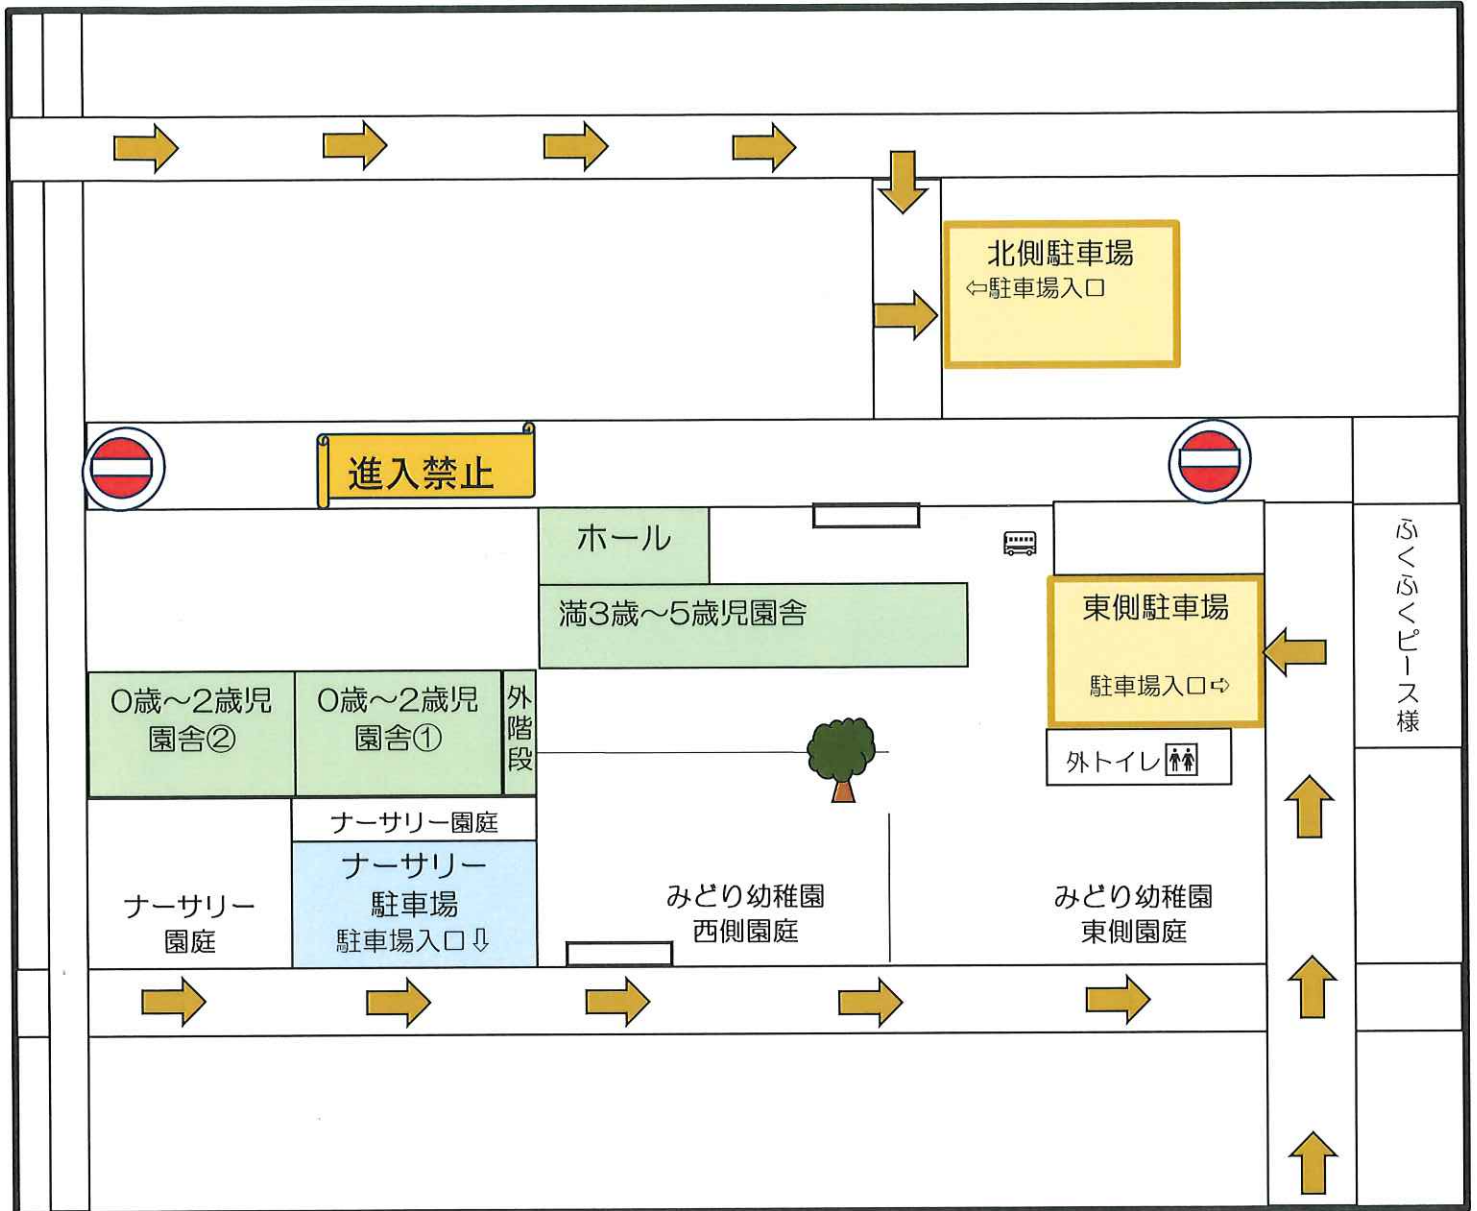 北側駐車場
⇦駐車場入口
進入禁止
ホール
満3歳～5歳児園舎
東側駐車場
駐車場入口⇨
ふくふくピース様
0歳～2歳児
園舎②
0歳～2歳児
園舎①
外階段
外トイレ
ナーサリー園庭
ナーサリー
駐車場
駐車場入口⇩
ナーサリー
園庭
みどり幼稚園
西側園庭
みどり幼稚園
東側園庭